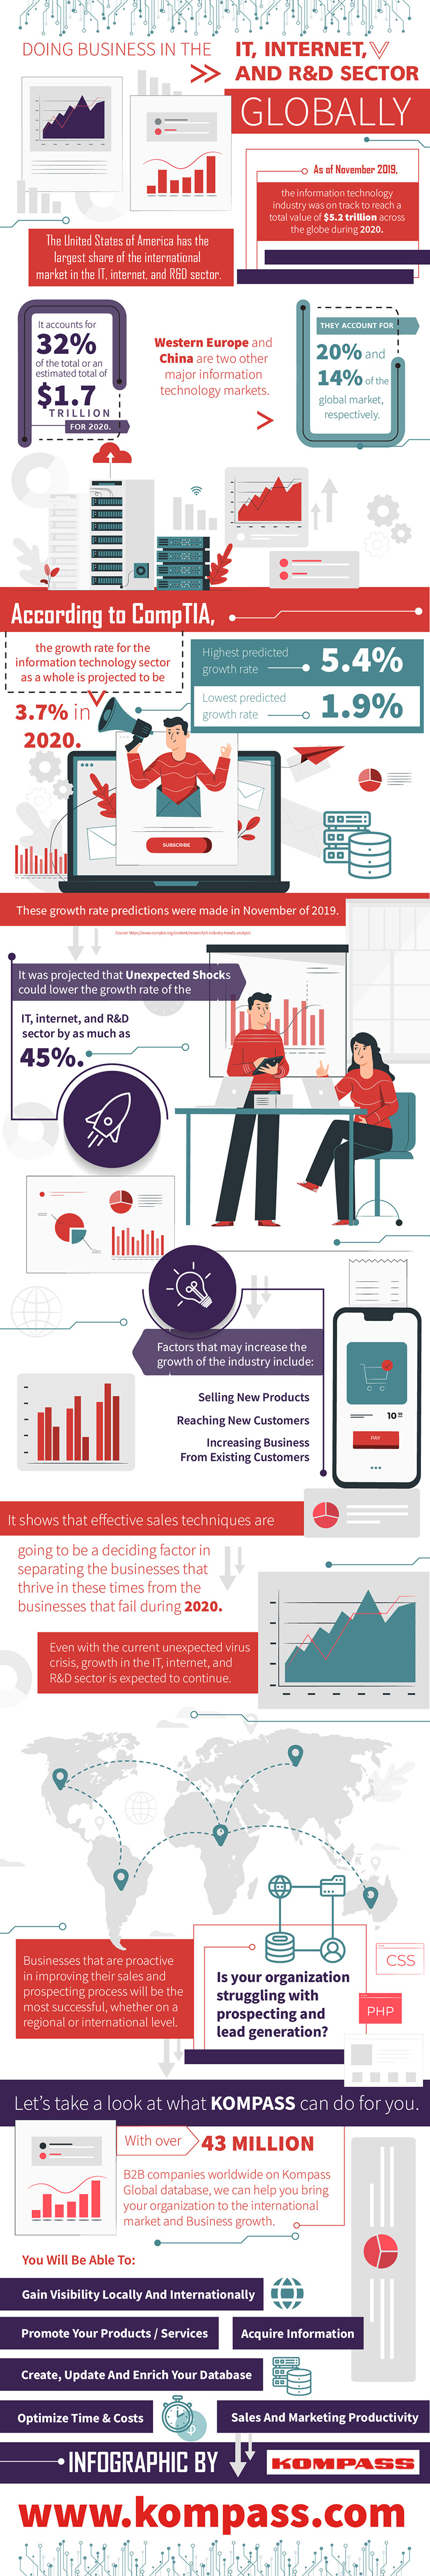 DOING BUSINESS IN THE
IT, INTERNET,
AND R&D SECTOR
GLOBALLY
As of November 2019,
the information technology
industry was on track to reach a
total value of $5.2 trillion across
the globe during 2020.
The United States of America has the
largest share of the international
market in the IT, internet, and R&D sector.
It accounts for
32%
of the total or an
estimated total of
$1.7
TRILLION
FOR 2020.
Western Europe and
China are two other
major information
technology markets.
THEY ACCOUNT FOR
20% and
14% of the
global market,
respectively.
According to CompTIA,
the growth rate for the
information technology sector
as a whole is projected to be
3.7% in
2020.
Highest predicted
growth rate
5.4%
Lowest predicted
growth rate
1.9%
SUBSCRIBE
These growth rate predictions were made in November of 2019.
It was projected that Unexpected Shocks
could lower the growth rate of the
IT, internet, and R&D
sector by as much as
45%.
Factors that may increase the
growth of the industry include:
Selling New Products
Reaching New Customers
Increasing Business
From Existing Customers
10
PAY
It shows that effective sales techniques are
going to be a deciding factor in
separating the businesses that
thrive in these times from the
businesses that fail during 2020.
Even with the current unexpected virus
crisis, growth in the IT, internet, and
R&D sector is expected to continue.
Businesses that are proactive
in improving their sales and
prospecting process will be the
most successful, whether on a
regional or international level.
Is your organization
struggling with
prospecting and
lead generation?
CSS
PHP
Let's take a look at what KOMPASS can do for you.
With over
43 MILLION
B2B companies worldwide on Kompass
Global database, we can help you bring
your organization to the international
market and Business growth.
You Will Be Able To:
Gain Visibility Locally And Internationally
Promote Your Products / Services
Acquire Information
Create, Update And Enrich Your Database
Optimize Time & Costs
Sales And Marketing Productivity
INFOGRAPHIC BY
KOMPASS
www.kompass.com